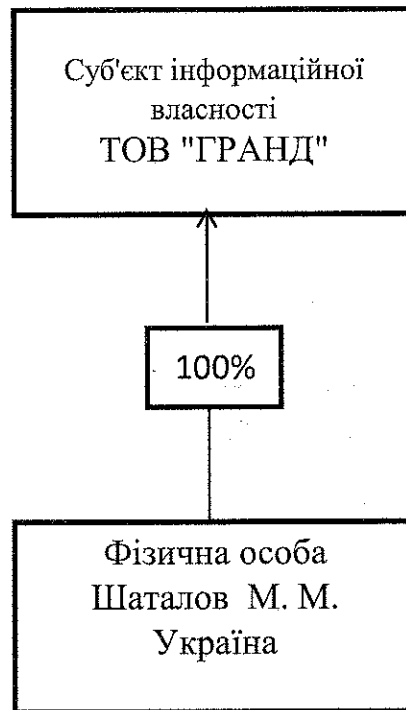 Суб'єкт інформаційної
власності
ТОВ "ГРАНД"
100%
Фізична особа
Шаталов М. М.
Україна